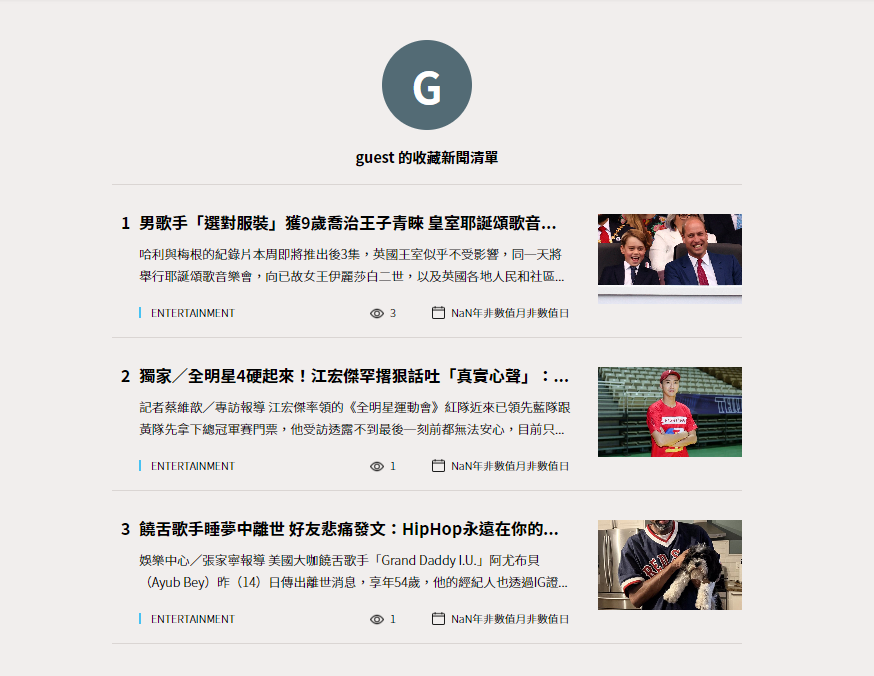 G
guest 的收藏新聞清單
1 男歌手「選對服裝」獲9歲喬治王子青睞 皇室耶誕頌歌音...
哈利與梅根的紀錄片本周即將推出後3集，英國王室似乎不受影響，同一天將
舉行耶誕頌歌音樂會，向已故女王伊麗莎白二世，以及英國各地人民和社區...
ENTERTAINMENT 3 NaN年非數值月非數值日
2 獨家／全明星4硬起來！江宏傑罕撂狠話吐「真實心聲」：...
記者蔡維歆／專訪報導 江宏傑率領的《全明星運動會》紅隊近來已領先藍隊跟
黃隊先拿下總冠軍賽門票，他受訪透露不到最後一刻前都無法安心，目前只...
ENTERTAINMENT 1 NaN年非數值月非數值日
3 饒舌歌手睡夢中離世 好友悲痛發文：HipHop永遠在你的...
娛樂中心／張家寧報導 美國大咖饒舌歌手「Grand Daddy I.U.」阿尤布貝
（Ayub Bey）昨（14）日傳出離世消息，享年54歲，他的經紀人也透過IG證...
ENTERTAINMENT 1 NaN年非數值月非數值日